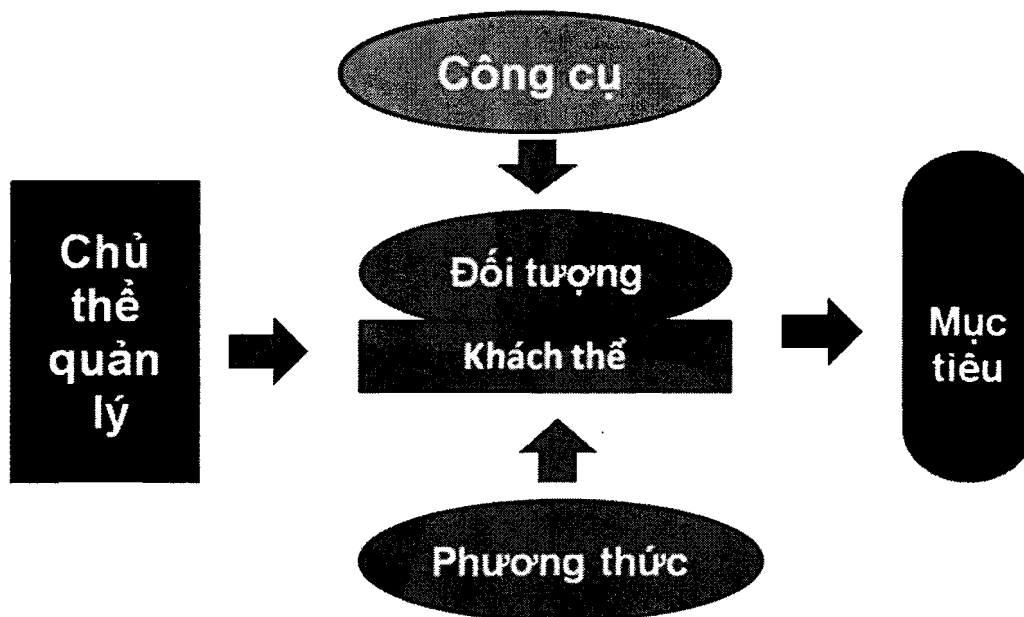 Công cụ
Chủ
thể
quản
lý
Đối tượng
Khách thể
Mục
tiêu
Phương thức